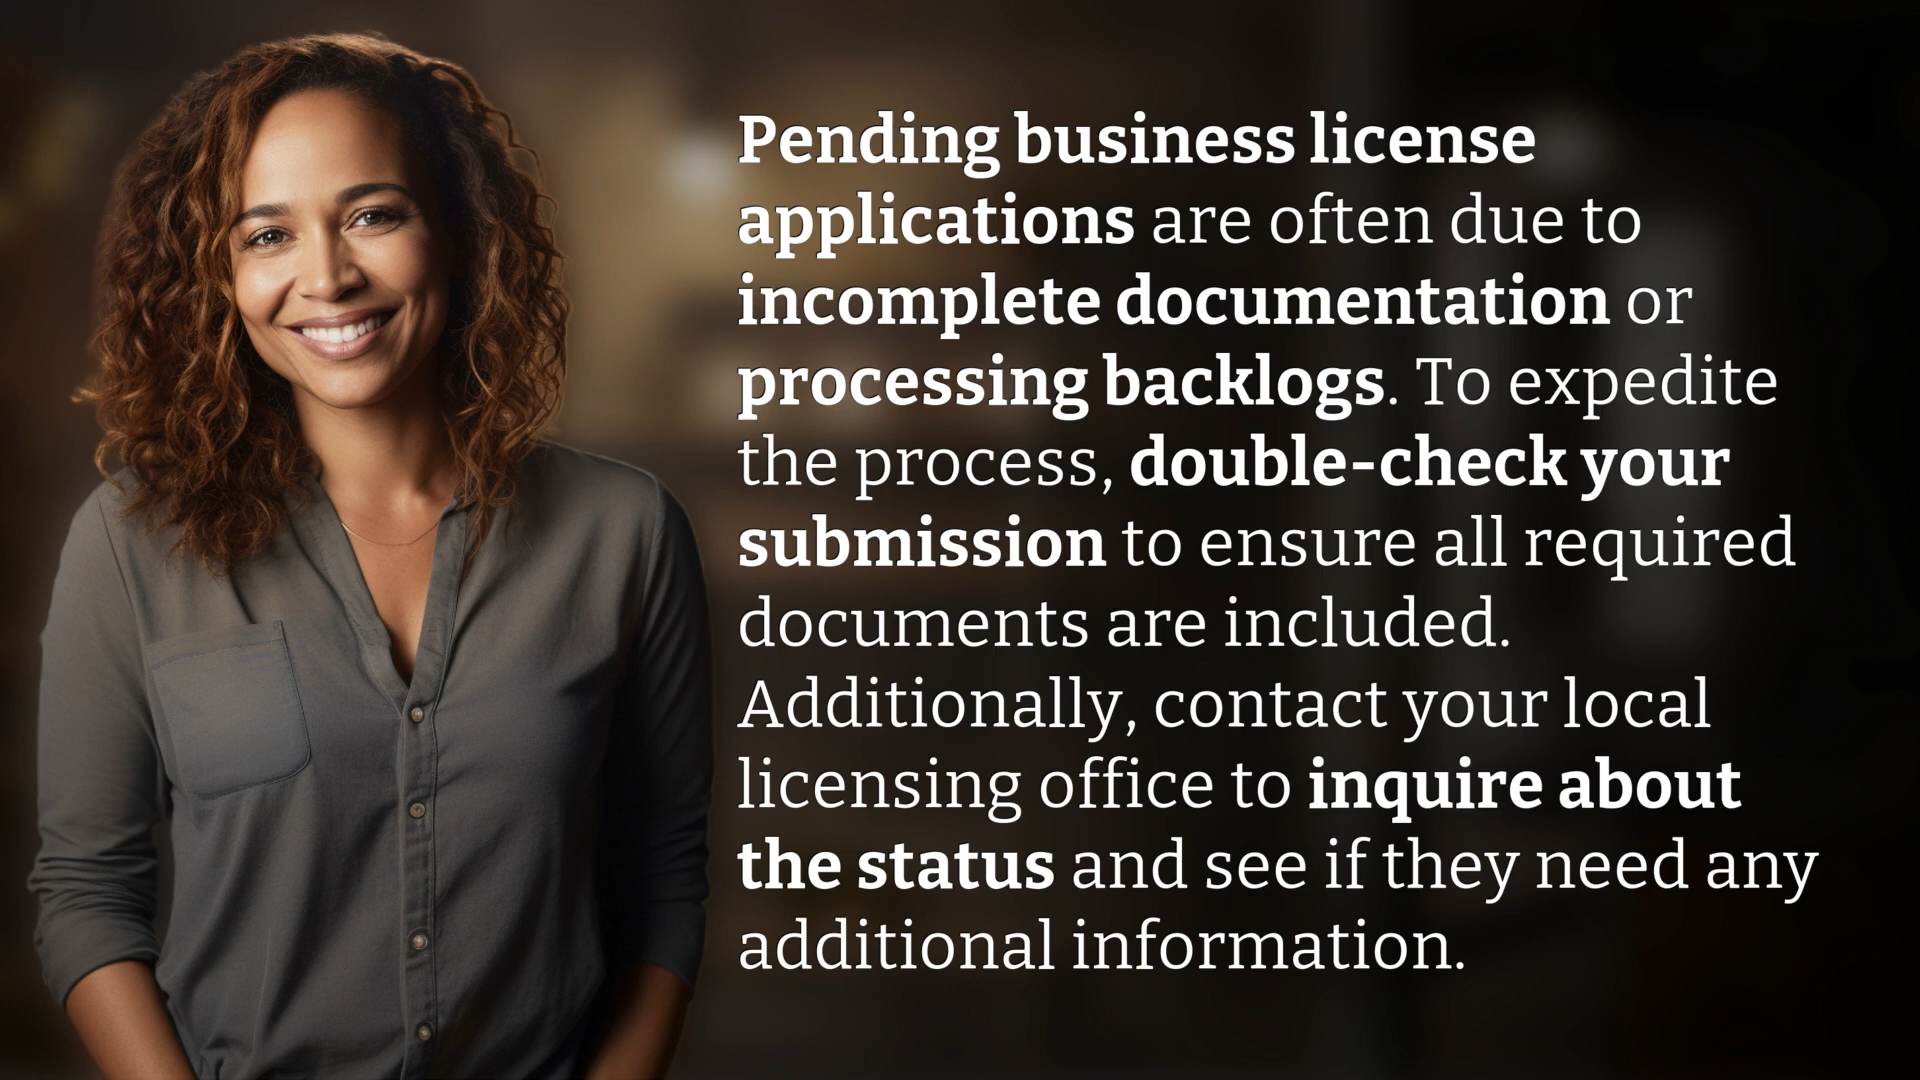 Pending business license
applications are often due to
incomplete documentation or
processing backlogs. To expedite
the process, double-check your
submission to ensure all required
documents are included.
Additionally, contact your local
licensing office to inquire about
the status and see if they need any
additional information.